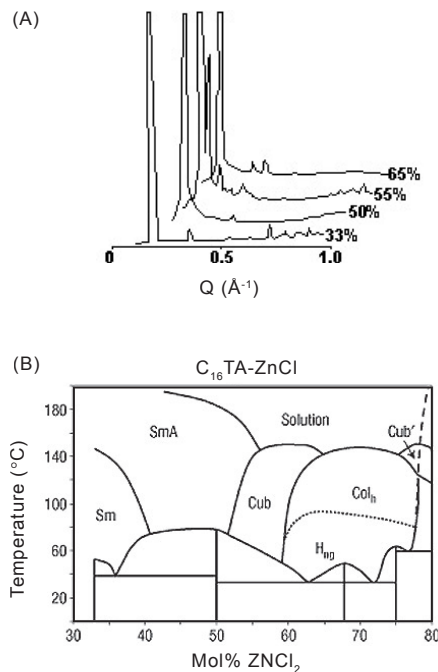 (A)
65%
55%
50%
33%
0 0.5 1.0
Q (Å⁻¹)
(B)
C₁₆TA-ZnCl
180
140
100
60
20
Temperature (°C)
SmA
Solution
Cub´
Sm
Cub
Colₕ
Hₙₚ
30 40 50 60 70 80
Mol% ZNCl₂